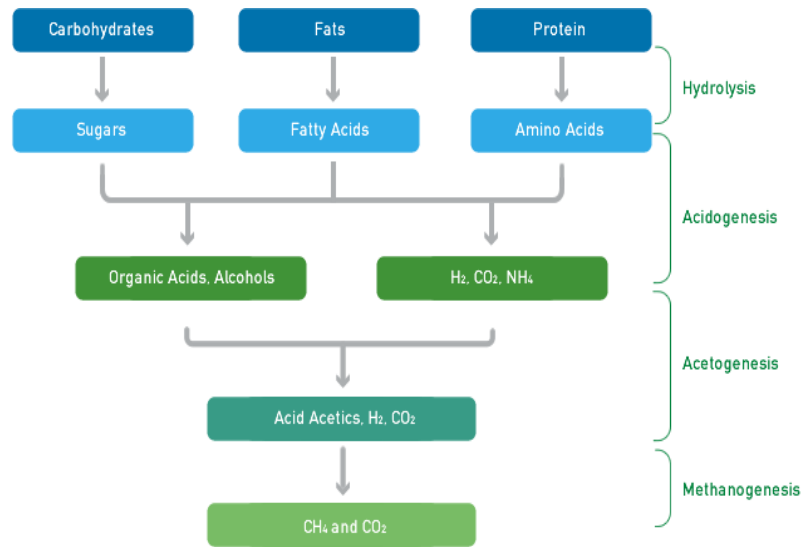 Carbohydrates
Fats
Protein
Hydrolysis
Sugars
Fatty Acids
Amino Acids
Acidogenesis
Organic Acids, Alcohols
H₂, CO₂, NH₄
Acetogenesis
Acid Acetics, H₂, CO₂
Methanogenesis
CH₄ and CO₂